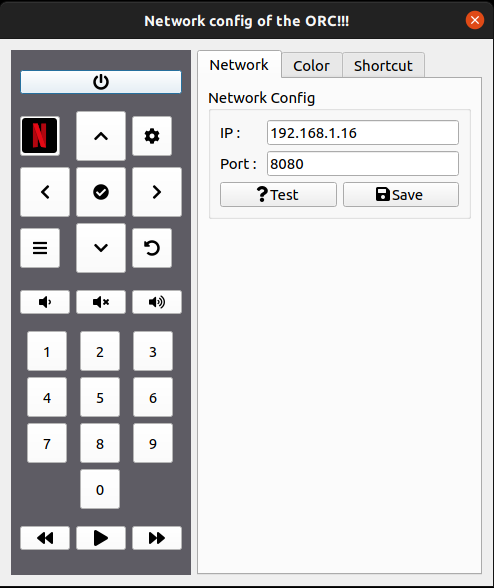 Network config of the ORC!!!
Network Color Shortcut
Network Config
N
IP : 192.168.1.16
Port : 8080
Test Save
1 2 3
4 5 6
7 8 9
0